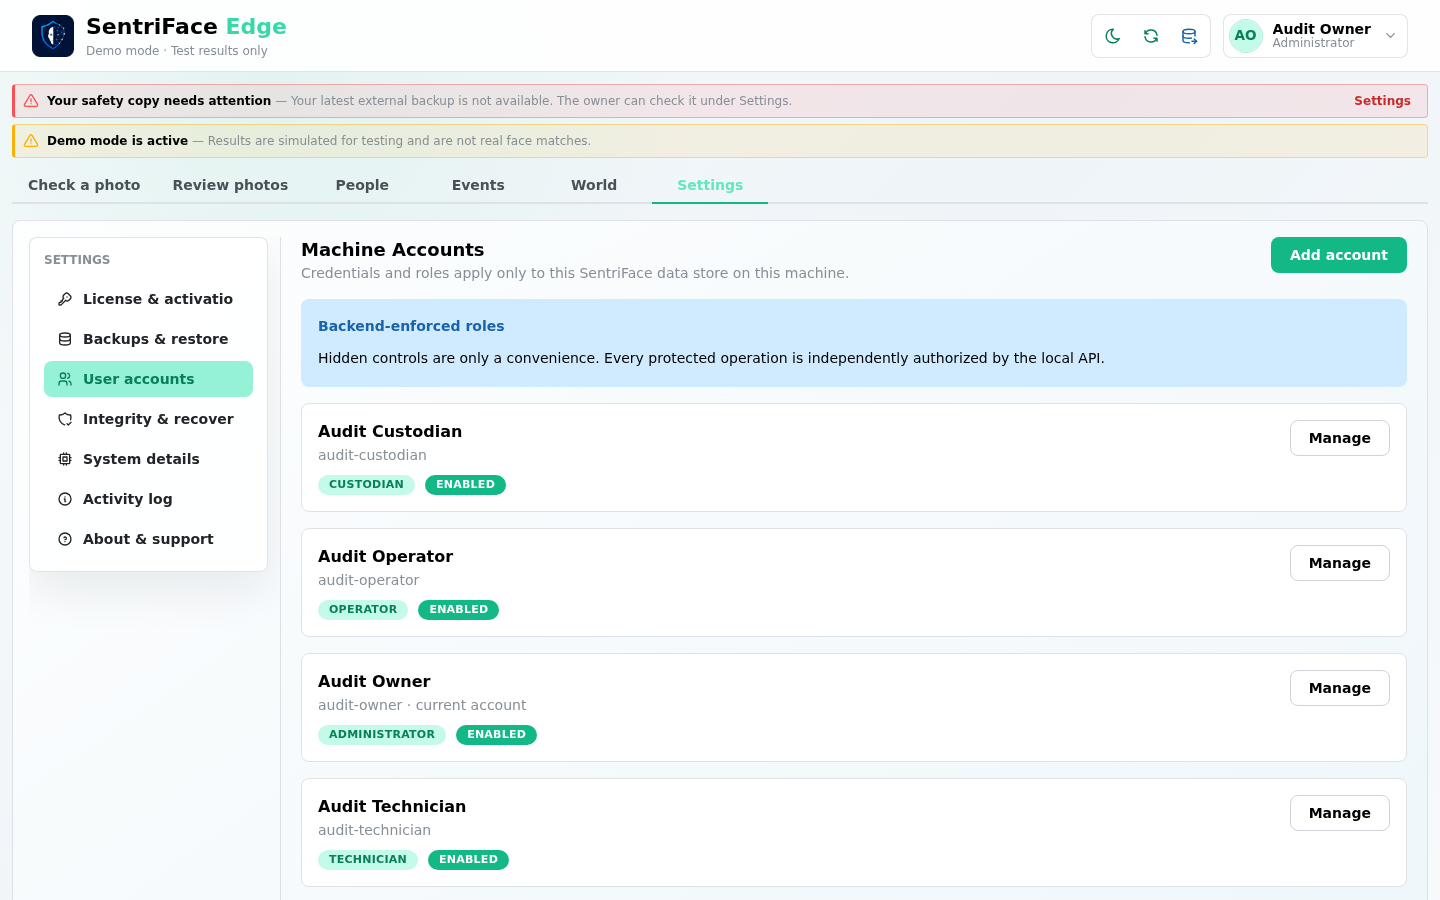 SentriFace Edge
Demo mode · Test results only
AO
Audit Owner
Administrator
Your safety copy needs attention — Your latest external backup is not available. The owner can check it under Settings.
Settings
Demo mode is active — Results are simulated for testing and are not real face matches.
Check a photo
Review photos
People
Events
World
Settings
SETTINGS
License & activatio
Backups & restore
User accounts
Integrity & recover
System details
Activity log
About & support
Machine Accounts
Credentials and roles apply only to this SentriFace data store on this machine.
Add account
Backend-enforced roles
Hidden controls are only a convenience. Every protected operation is independently authorized by the local API.
Audit Custodian
audit-custodian
CUSTODIAN ENABLED
Manage
Audit Operator
audit-operator
OPERATOR ENABLED
Manage
Audit Owner
audit-owner · current account
ADMINISTRATOR ENABLED
Manage
Audit Technician
audit-technician
TECHNICIAN ENABLED
Manage